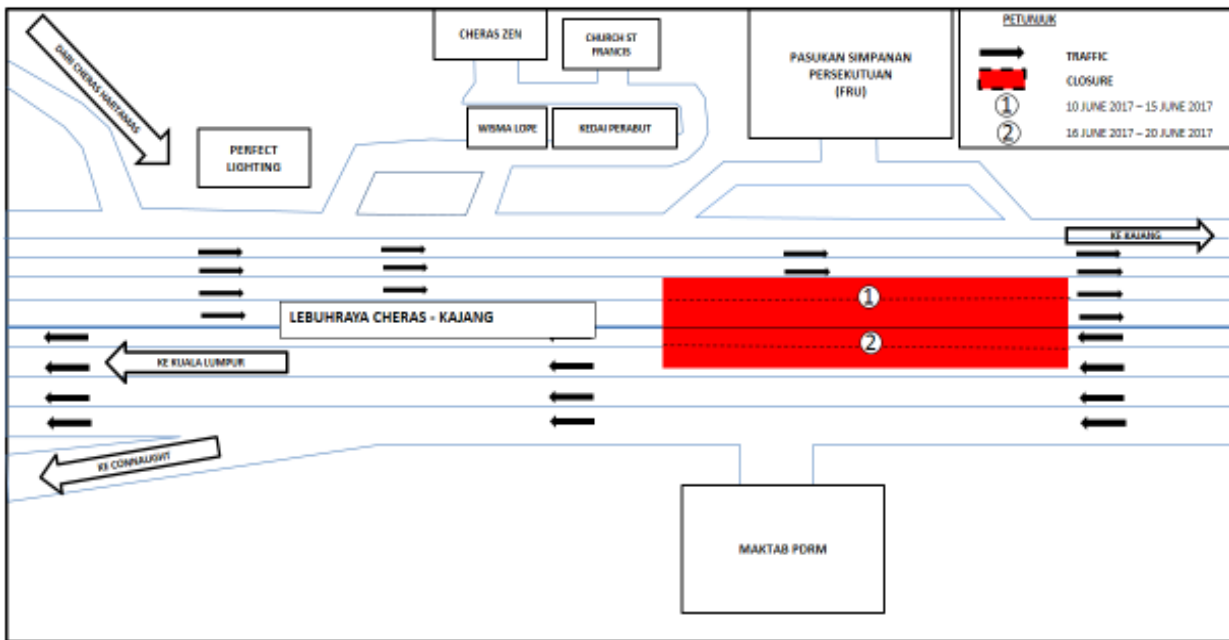 DARI CHERAS HARTAMAS
CHERAS ZEN
CHURCH ST
FRANCIS
PASUKAN SIMPANAN
PERSEKUTUAN
(FRU)
PETUNJUK
TRAFFIC
CLOSURE
1 10 JUNE 2017 – 15 JUNE 2017
2 16 JUNE 2017 – 20 JUNE 2017
PERFECT
LIGHTING
WISMA LOPE
KEDAI PERABUT
KE KAJANG
1
LEBUHRAYA CHERAS - KAJANG
2
KE KUALA LUMPUR
KE CONNAUGHT
MAKTAB PDRM